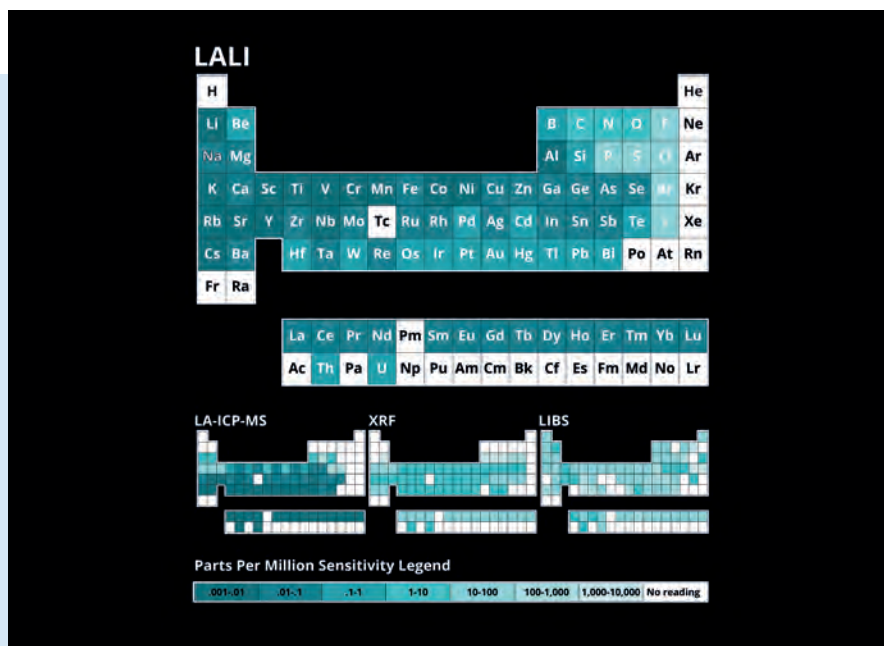 LALI
H He
Li Be B C N O F Ne
Na Mg Al Si P S Cl Ar
K Ca Sc Ti V Cr Mn Fe Co Ni Cu Zn Ga Ge As Se Br Kr
Rb Sr Y Zr Nb Mo Tc Ru Rh Pd Ag Cd In Sn Sb Te I Xe
Cs Ba Hf Ta W Re Os Ir Pt Au Hg Tl Pb Bi Po At Rn
Fr Ra
La Ce Pr Nd Pm Sm Eu Gd Tb Dy Ho Er Tm Yb Lu
Ac Th Pa U Np Pu Am Cm Bk Cf Es Fm Md No Lr
LA-ICP-MS XRF LIBS
Parts Per Million Sensitivity Legend
.001-.01 .01-.1 .1-1 1-10 10-100 100-1,000 1,000-10,000 No reading